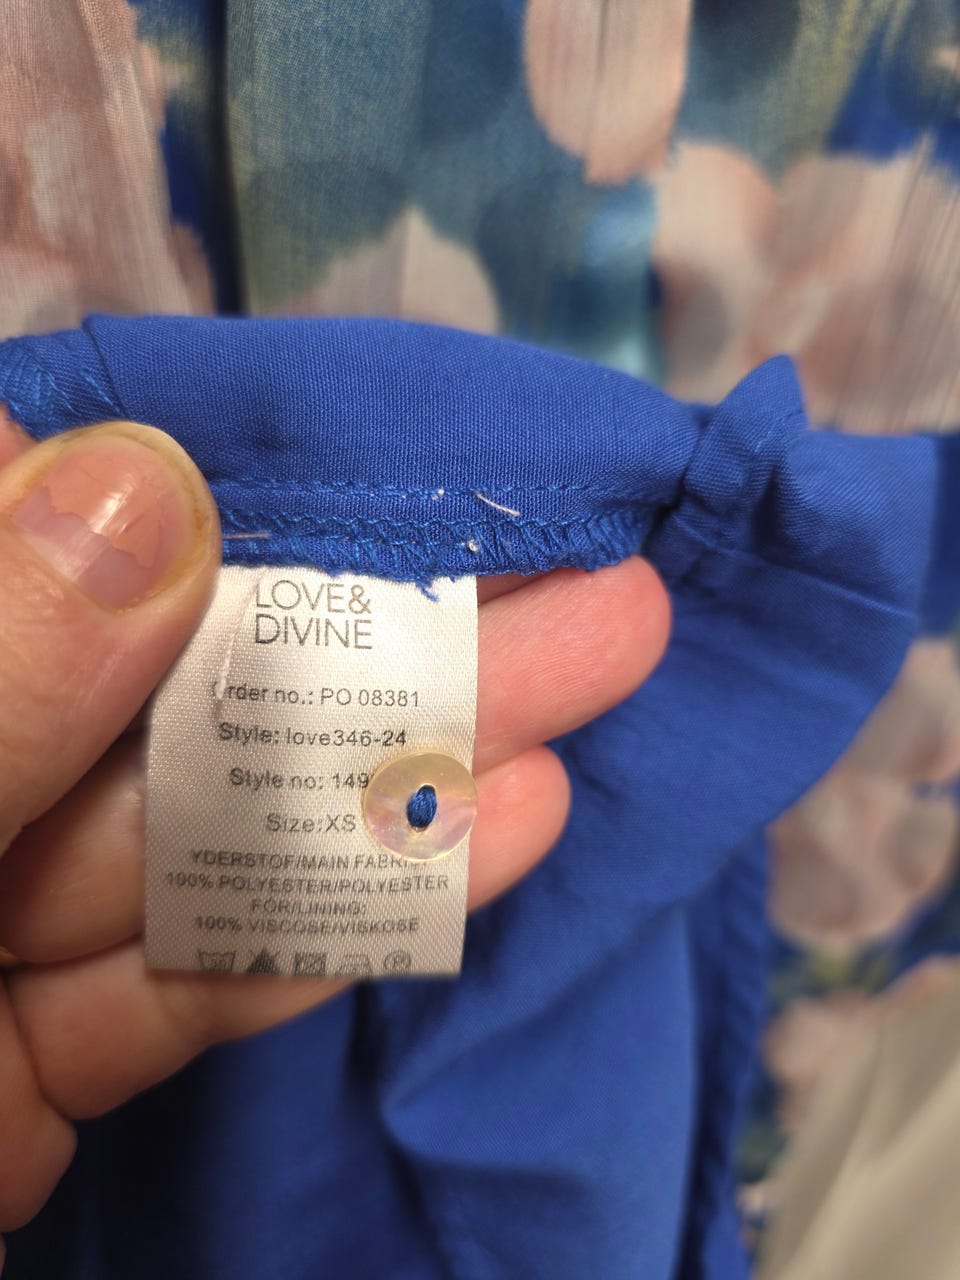 LOVE&
DIVINE
Order no.: PO 08381
Style: love346-24
Style no: 149
Size:XS
YDERSTOF/MAIN FABRIC:
100% POLYESTER/POLYESTER
FOR/LINING:
100% VISCOSE/VISKOSE